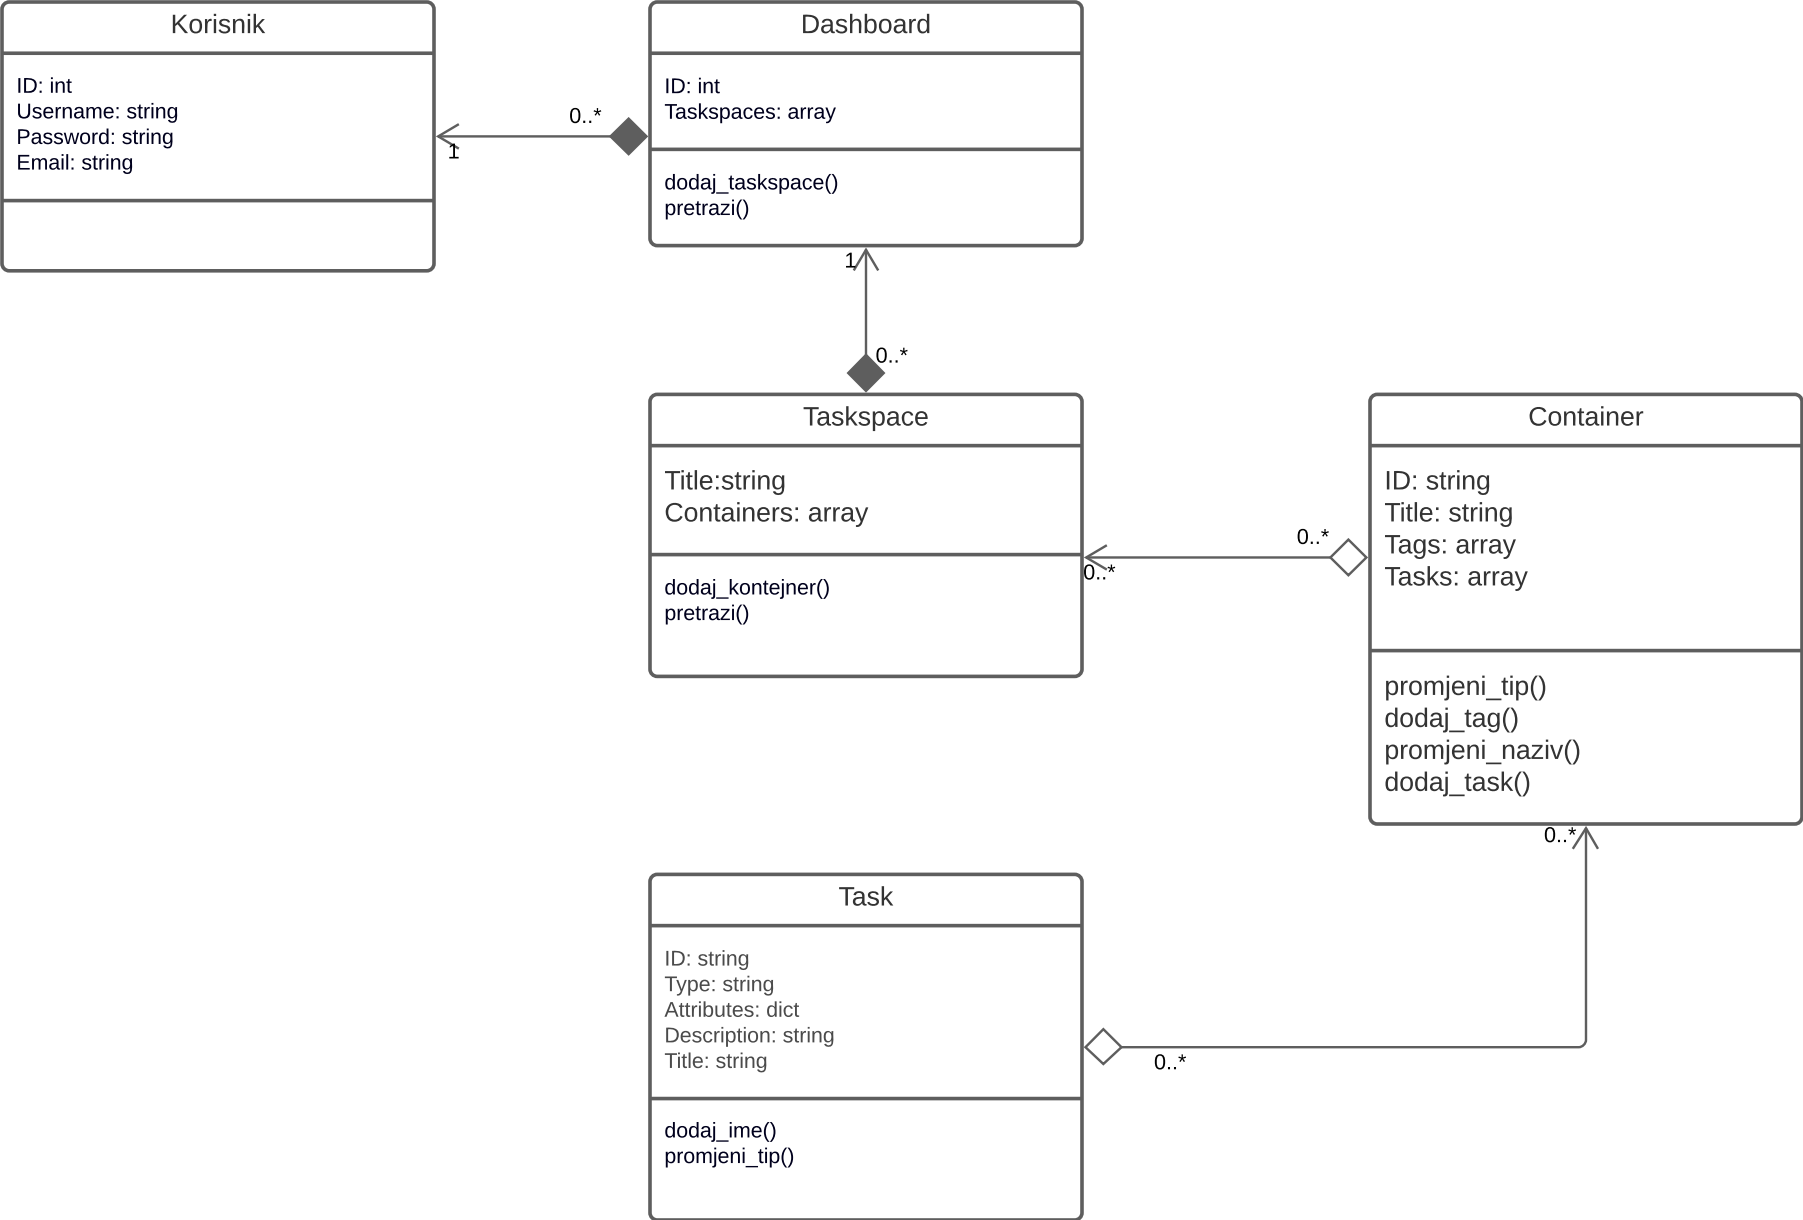 Korisnik
ID: int
Username: string
Password: string
Email: string
0..*
1
Dashboard
ID: int
Taskspaces: array
dodaj_taskspace()
pretrazi()
1
0..*
Taskspace
Title:string
Containers: array
dodaj_kontejner()
pretrazi()
0..*
0..*
Container
ID: string
Title: string
Tags: array
Tasks: array
promjeni_tip()
dodaj_tag()
promjeni_naziv()
dodaj_task()
0..*
Task
ID: string
Type: string
Attributes: dict
Description: string
Title: string
dodaj_ime()
promjeni_tip()
0..*